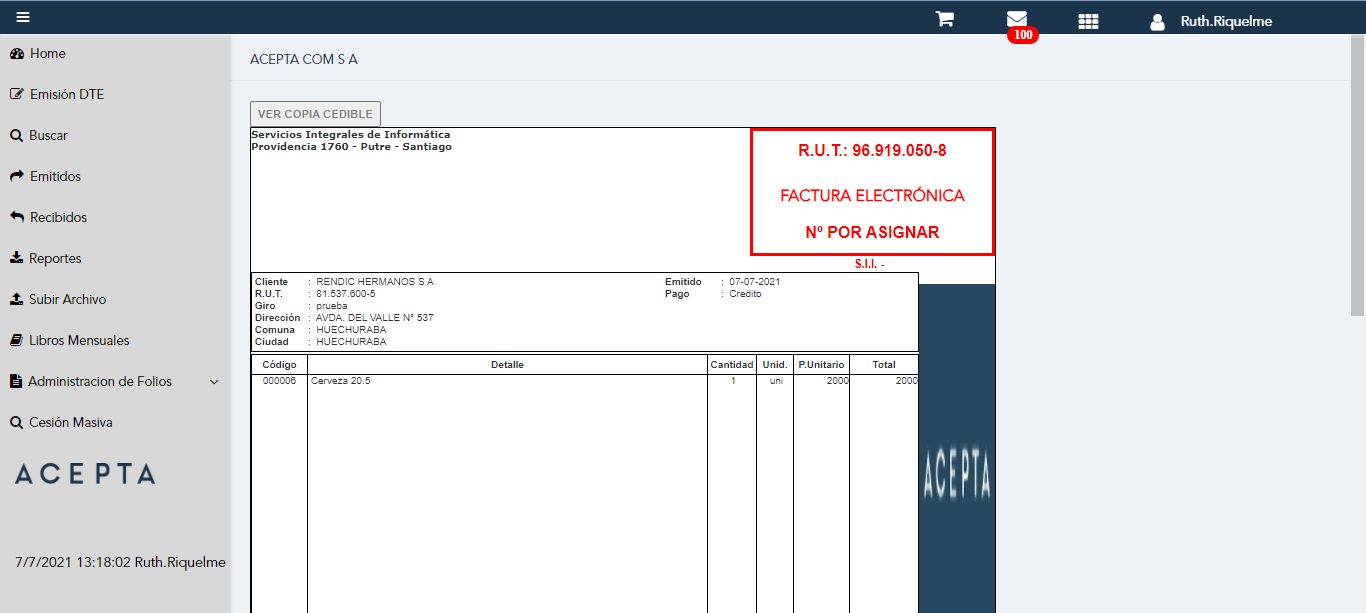 100
Ruth.Riquelme
Home
Emisión DTE
Buscar
Emitidos
Recibidos
Reportes
Subir Archivo
Libros Mensuales
Administracion de Folios
Cesión Masiva
ACEPTA
7/7/2021 13:18:02 Ruth.Riquelme
ACEPTA COM S A
VER COPIA CEDIBLE
Servicios Integrales de Informática
Providencia 1760 - Putre - Santiago
R.U.T.: 96.919.050-8
FACTURA ELECTRÓNICA
Nº POR ASIGNAR
S.I.I. -
Cliente : RENDIC HERMANOS S A Emitido : 07-07-2021
R.U.T. : 81.537.600-5 Pago : Credito
Giro : prueba
Dirección : AVDA. DEL VALLE N° 537
Comuna : HUECHURABA
Ciudad : HUECHURABA
Código Detalle Cantidad Unid. P.Unitario Total
000006 Cerveza 20.5 1 uni 2000 2000
ACEPTA